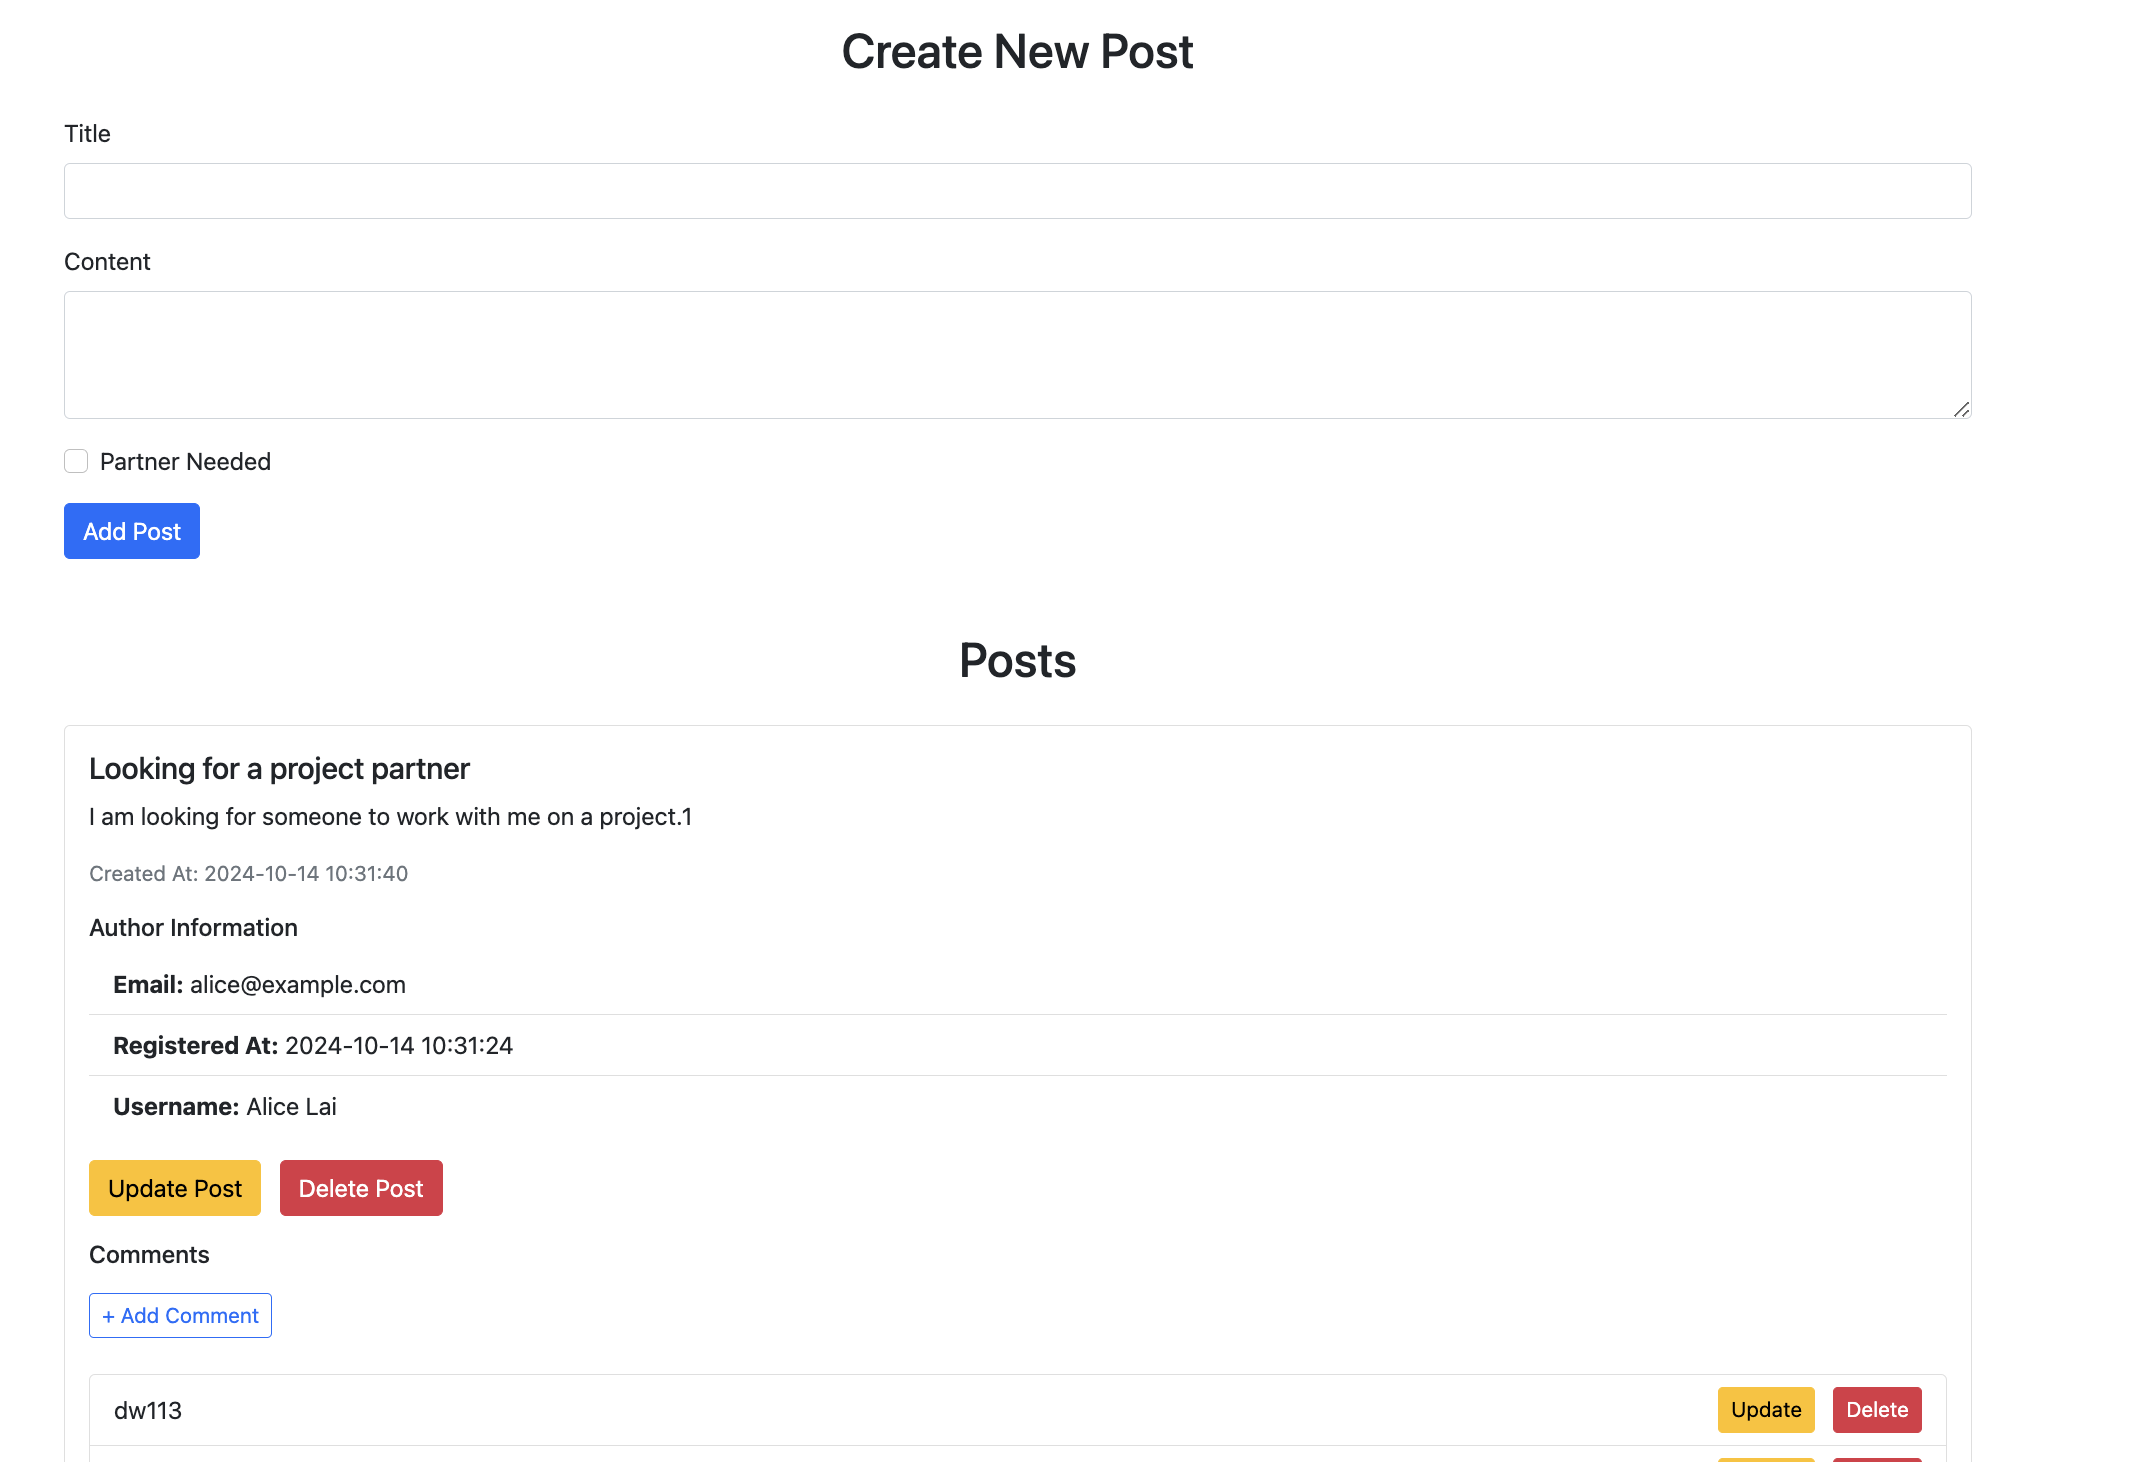 Create New Post
Title
Content
Partner Needed
Add Post
Posts
Looking for a project partner
I am looking for someone to work with me on a project.1
Created At: 2024-10-14 10:31:40
Author Information
Email: alice@example.com
Registered At: 2024-10-14 10:31:24
Username: Alice Lai
Update Post Delete Post
Comments
+ Add Comment
dw113 Update Delete